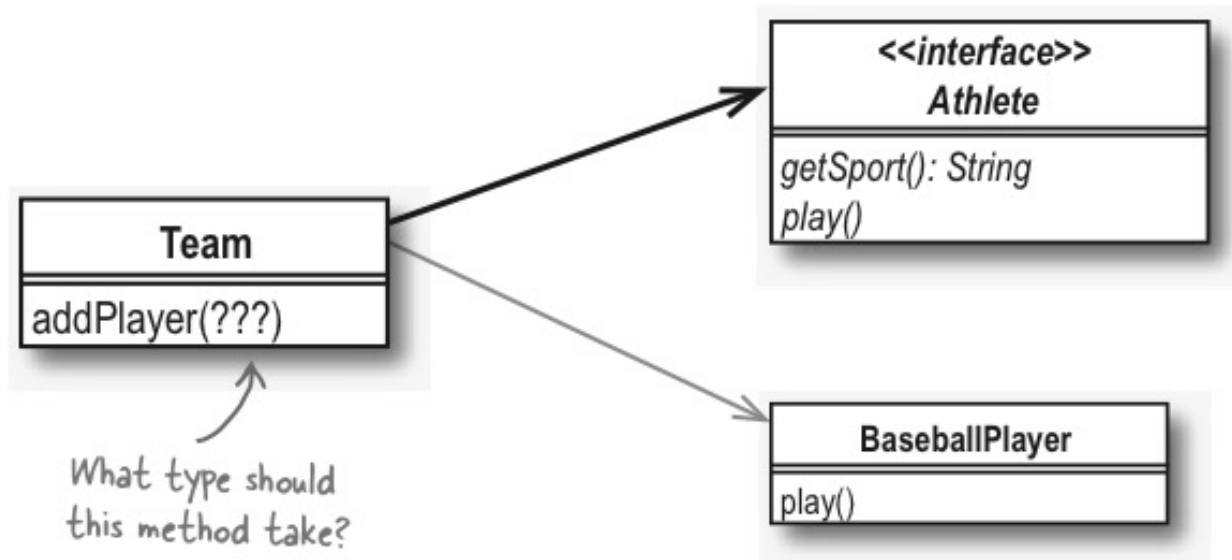 <<interface>>
Athlete
getSport(): String
play()
Team
addPlayer(???)
What type should
this method take?
BaseballPlayer
play()